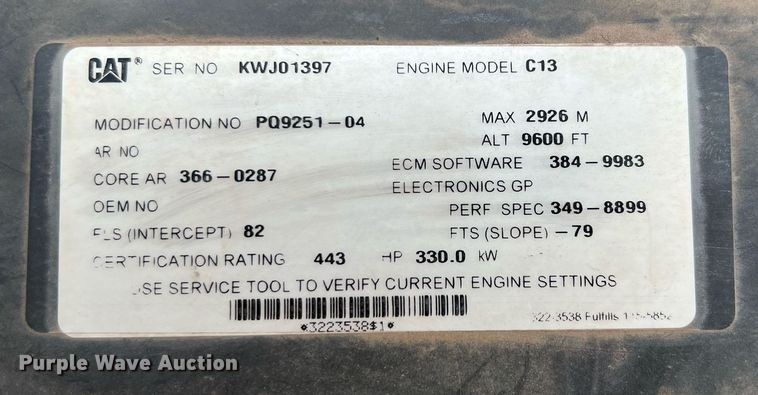 CAT® SER NO KWJ01397 ENGINE MODEL C13
MODIFICATION NO PQ9251-04 MAX 2926 M
ALT 9600 FT
AR NO
CORE AR 366-0287 ECM SOFTWARE 384-9983
ELECTRONICS GP
OEM NO PERF SPEC 349-8899
FLS (INTERCEPT) 82 FTS (SLOPE) -79
CERTIFICATION RATING 443 HP 330.0 kW
USE SERVICE TOOL TO VERIFY CURRENT ENGINE SETTINGS
*3223538$1*
322-3538 Fulfills
Purple Wave Auction